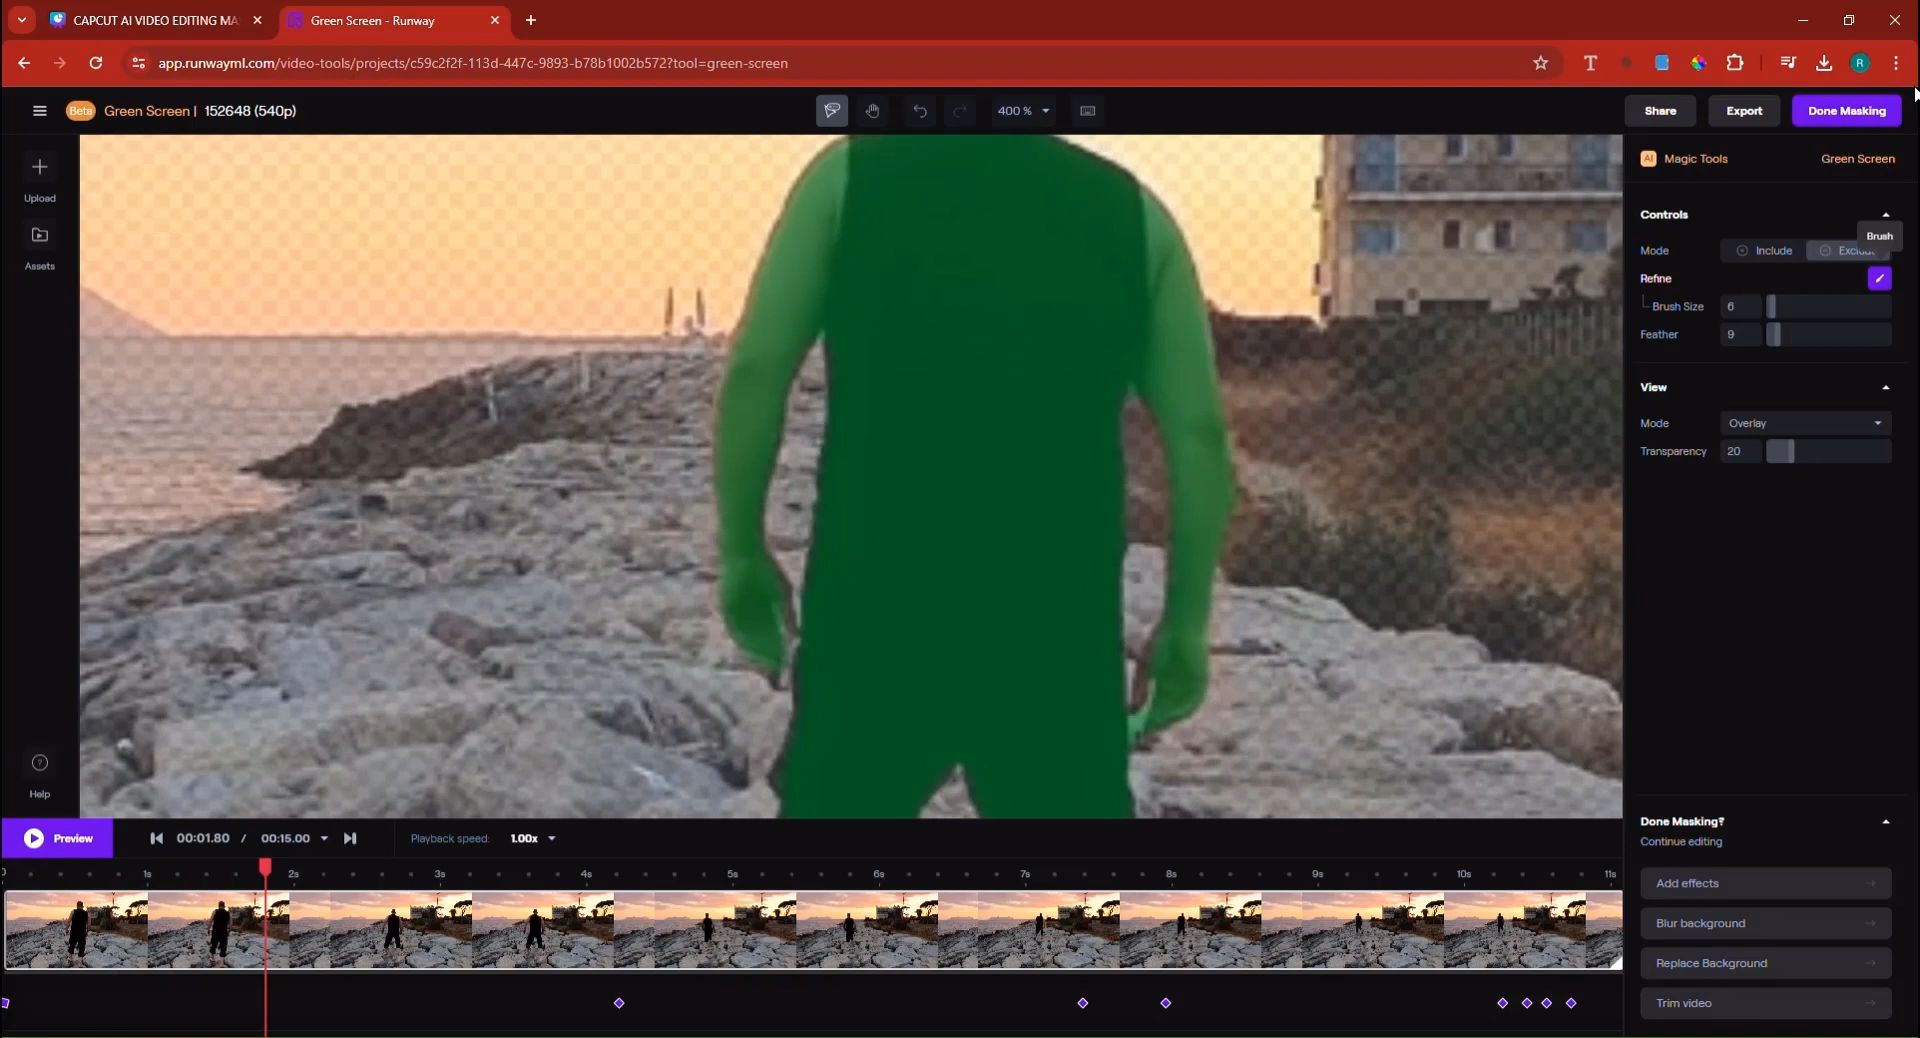 CAPCUT AI VIDEO EDITING MA
Green Screen - Runway
app.runwayml.com/video-tools/projects/c59c2f2f-113d-447c-9893-b78b1002b572?tool=green-screen
R
Beta Green Screen | 152648 (540p)
400 %
Share
Export
Done Masking
Upload
Assets
Help
AI Magic Tools
Green Screen
Controls
Brush
Mode
Include
Refine
Brush Size 6
Feather 9
View
Mode Overlay
Transparency 20
Done Masking?
Continue editing
Add effects
Blur background
Replace Background
Trim video
Preview
00:01.80 / 00:15.00
Playback speed: 1.00x
1s 2s 3s 4s 5s 6s 7s 8s 9s 10s 11s